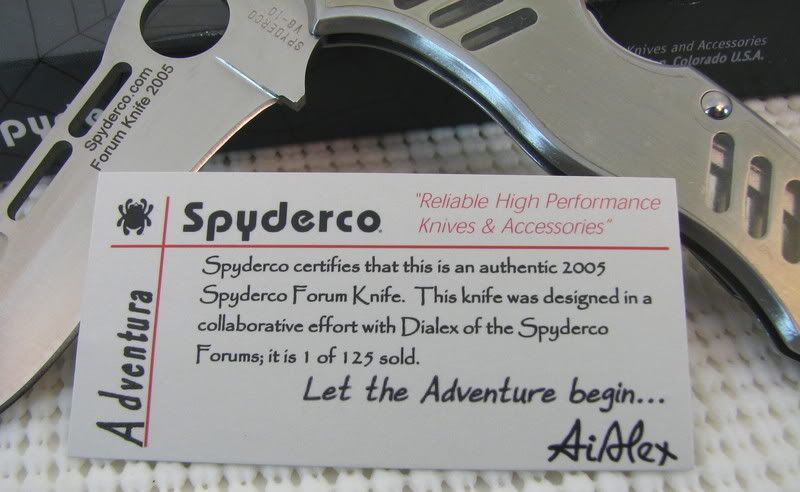 SPYDERCO
VG-10
Spyderco.com
Forum Knife 2005
Spyde
Knives and Accessories
Colorado U.S.A.
Spyderco
"Reliable High Performance
Knives & Accessories"
Adventura
Spyderco certifies that this is an authentic 2005
Spyderco Forum Knife. This knife was designed in a
collaborative effort with Dialex of the Spyderco
Forums; it is 1 of 125 sold.
Let the Adventure begin...
AiAlex